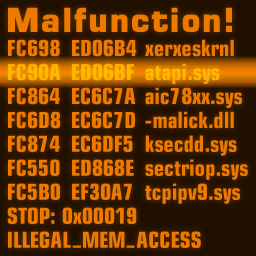 Malfunction!
FC698 ED06B4 xerxeskrnl
FC90A ED06BF atapi.sys
FC864 EC6C7A aic78xx.sys
FC6D8 EC6C7D -malick.dll
FC874 EC6DF5 ksecdd.sys
FC550 ED868E sectriop.sys
FC5B0 EF30A7 tcpipv9.sys
STOP: 0x00019
ILLEGAL_MEM_ACCESS